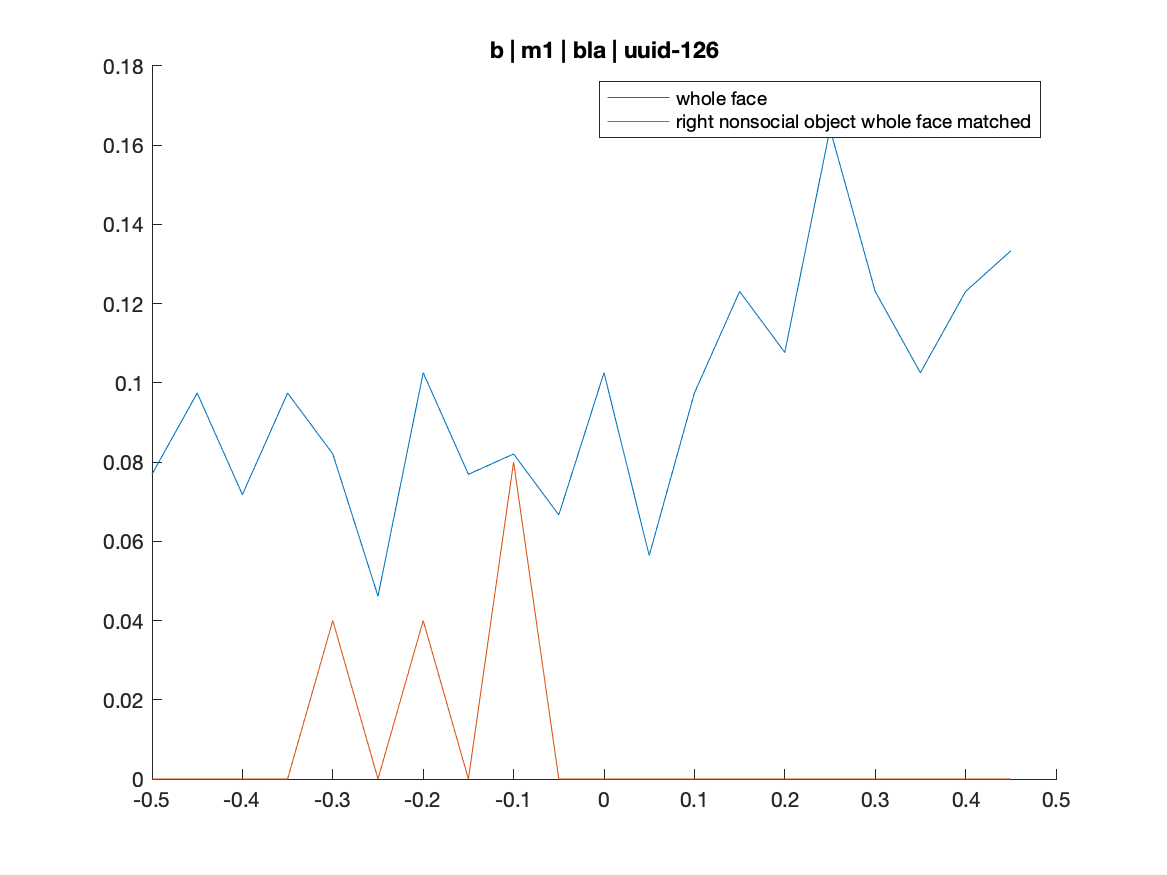 b | m1 | bla | uuid-126
whole face
right nonsocial object whole face matched
0.18
0.16
0.14
0.12
0.1
0.08
0.06
0.04
0.02
0
-0.5 -0.4 -0.3 -0.2 -0.1 0 0.1 0.2 0.3 0.4 0.5